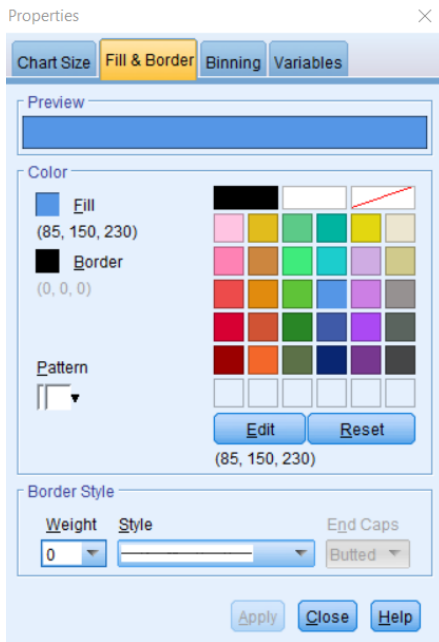 Properties
Chart Size Fill & Border Binning Variables
Preview
Color
Fill
(85, 150, 230)
Border
(0, 0, 0)
Pattern
Edit Reset
(85, 150, 230)
Border Style
Weight Style End Caps
0 Butted
Apply Close Help